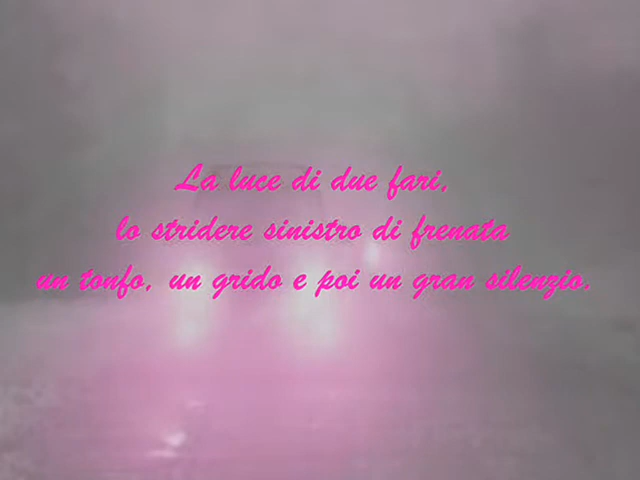 La luce di due fari,
lo stridere sinistro di frenata
un tonfo, un grido e poi un gran silenzio.